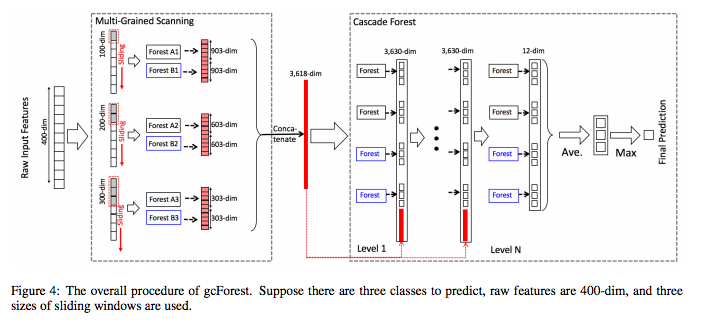 Multi-Grained Scanning
Cascade Forest
Raw Input Features
400-dim
100-dim
Sliding
Forest A1
903-dim
Forest B1
903-dim
200-dim
Sliding
Forest A2
603-dim
Forest B2
603-dim
300-dim
Sliding
Forest A3
303-dim
Forest B3
303-dim
Conca-
tenate
3,618-dim
3,630-dim
3,630-dim
12-dim
Forest
Forest
Forest
Forest
Forest
Forest
Forest
Forest
Level 1
Level N
Ave.
Max
Final Prediction
Figure 4: The overall procedure of gcForest. Suppose there are three classes to predict, raw features are 400-dim, and three
sizes of sliding windows are used.